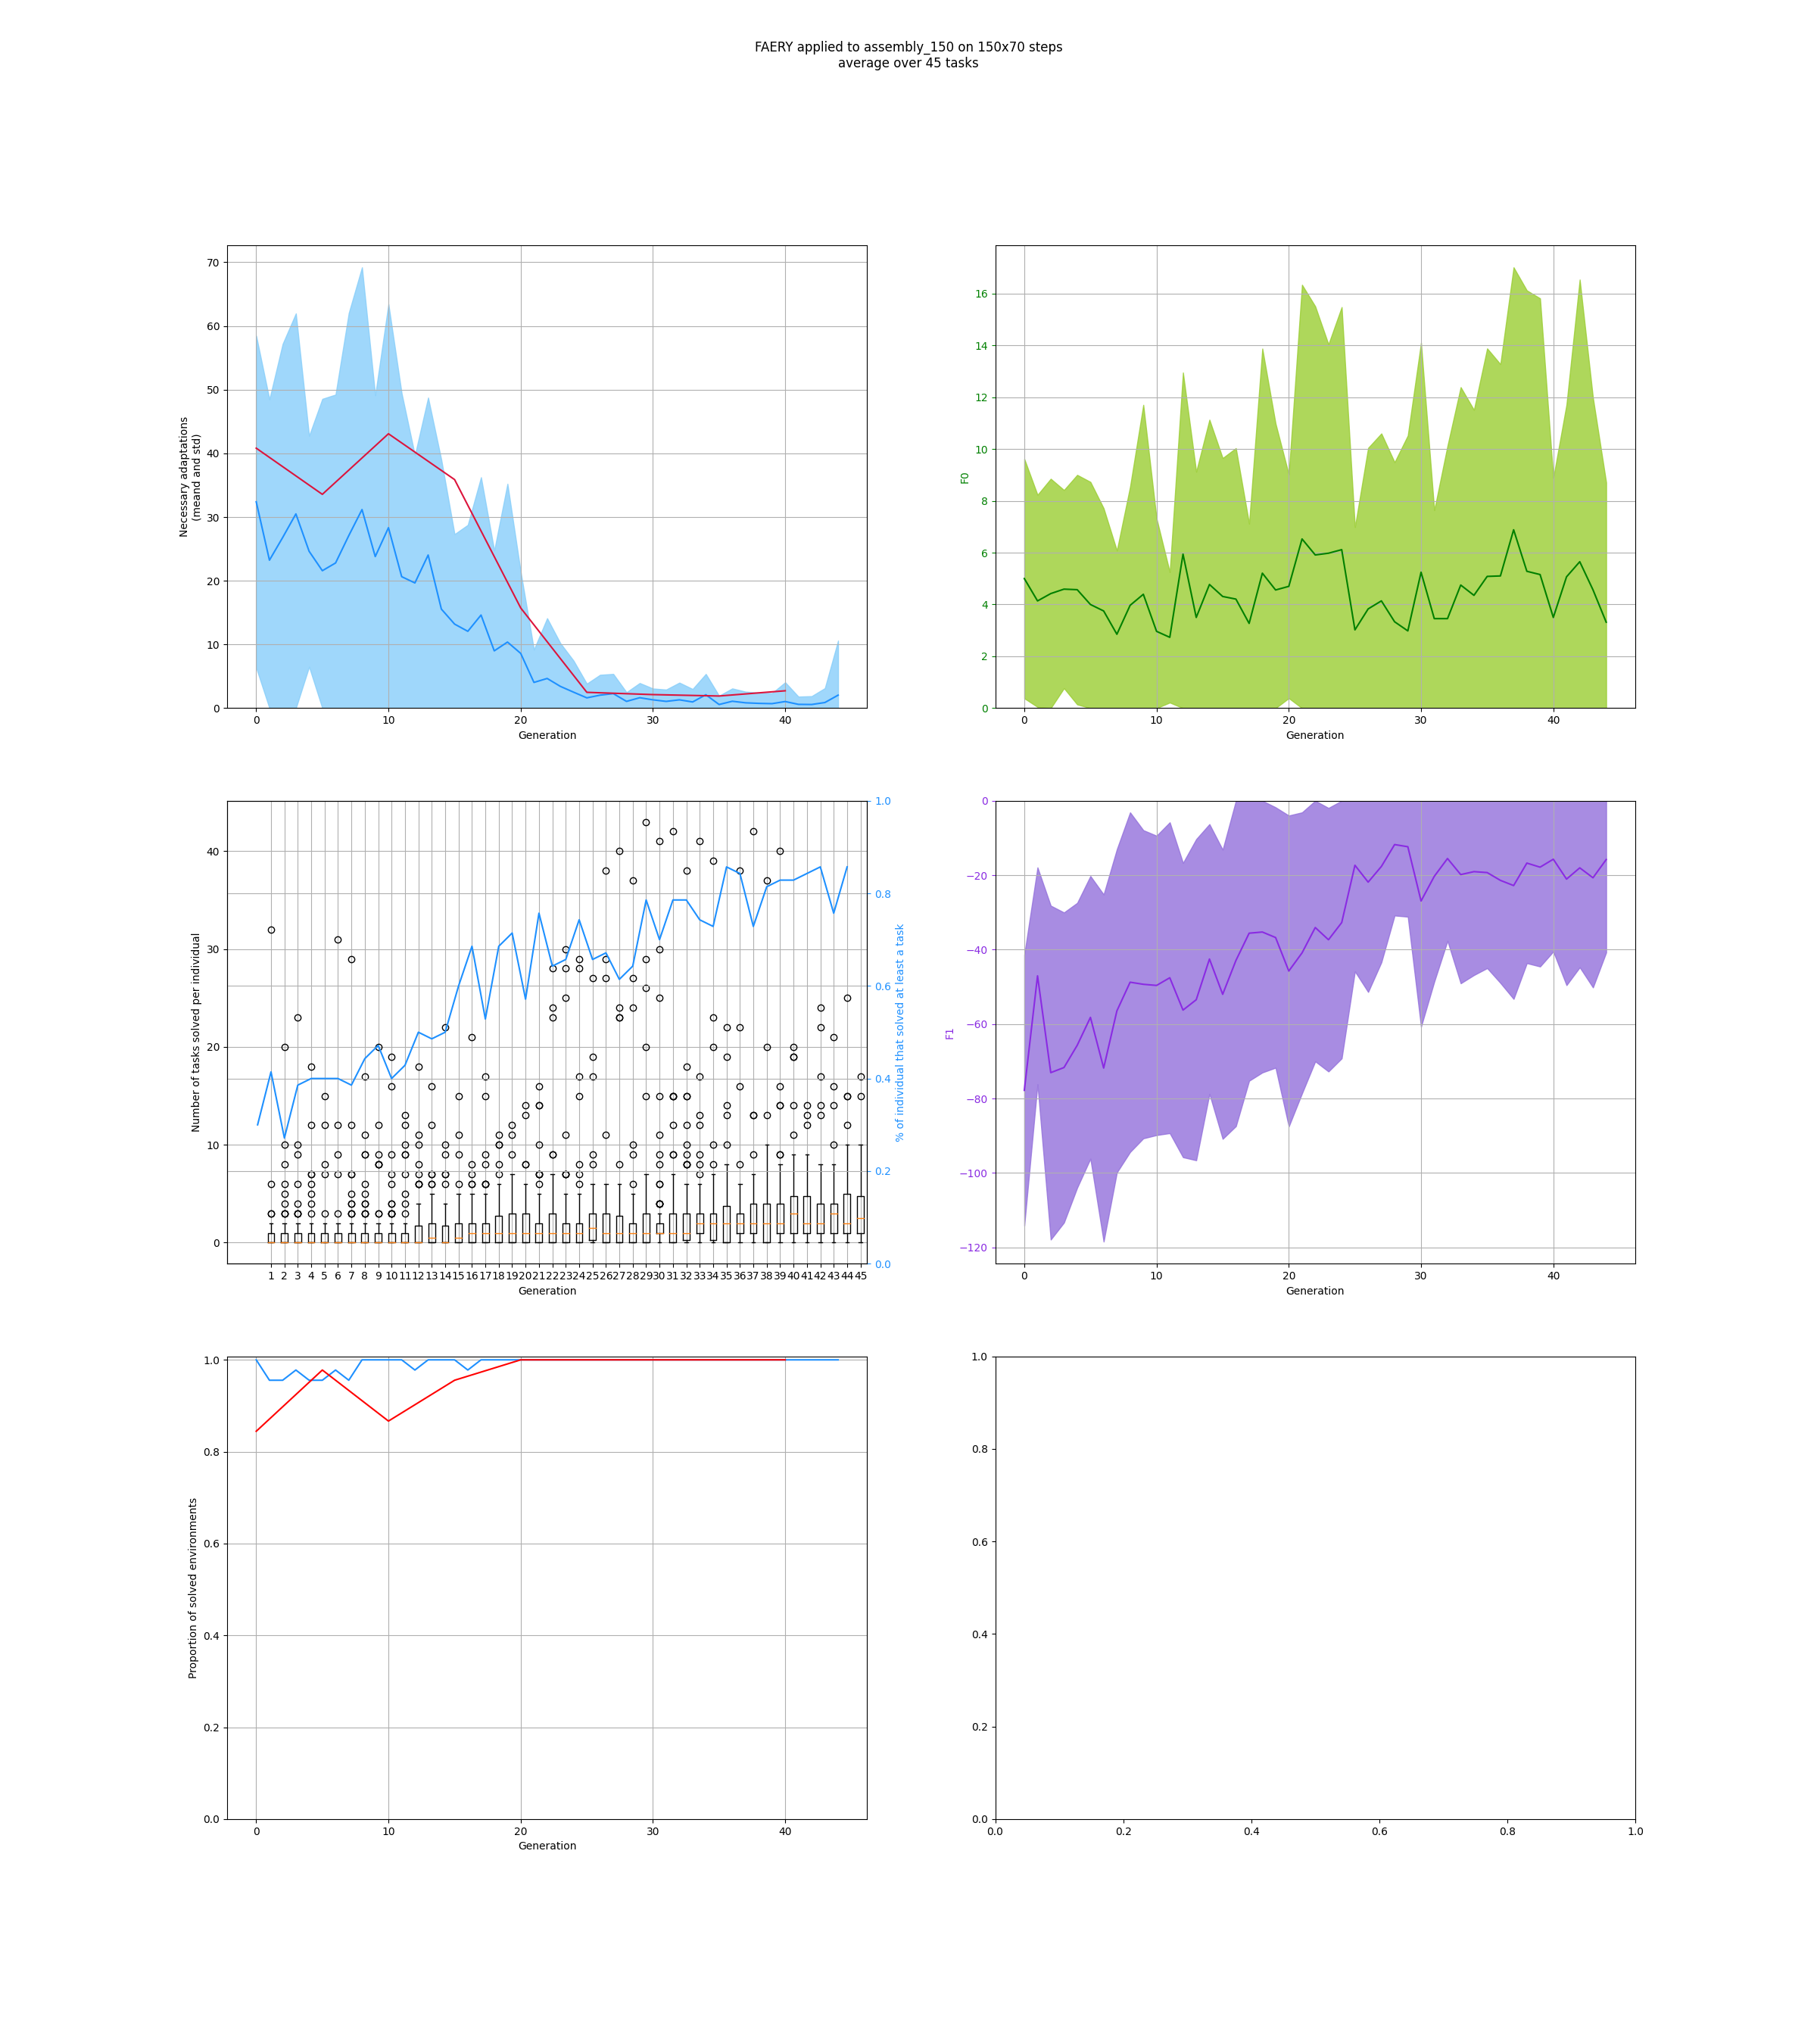 FAERY applied to assembly_150 on 150x70 steps
average over 45 tasks
70
60
50
40
30
20
10
0
Necessary adaptations
(meand and std)
0 10 20 30 40
Generation
16
14
12
10
8
6
4
2
0
F0
0 10 20 30 40
Generation
40
30
20
10
0
Number of tasks solved per individual
1.0
0.8
0.6
0.4
0.2
0.0
% of individual that solved at least a task
1 2 3 4 5 6 7 8 9 10 11 12 13 14 15 16 17 18 19 20 21 22 23 24 25 26 27 28 29 30 31 32 33 34 35 36 37 38 39 40 41 42 43 44 45
Generation
0
−20
−40
−60
−80
−100
−120
F1
0 10 20 30 40
Generation
1.0
0.8
0.6
0.4
0.2
0.0
Proportion of solved environments
0 10 20 30 40
Generation
1.0
0.8
0.6
0.4
0.2
0.0
0.0 0.2 0.4 0.6 0.8 1.0